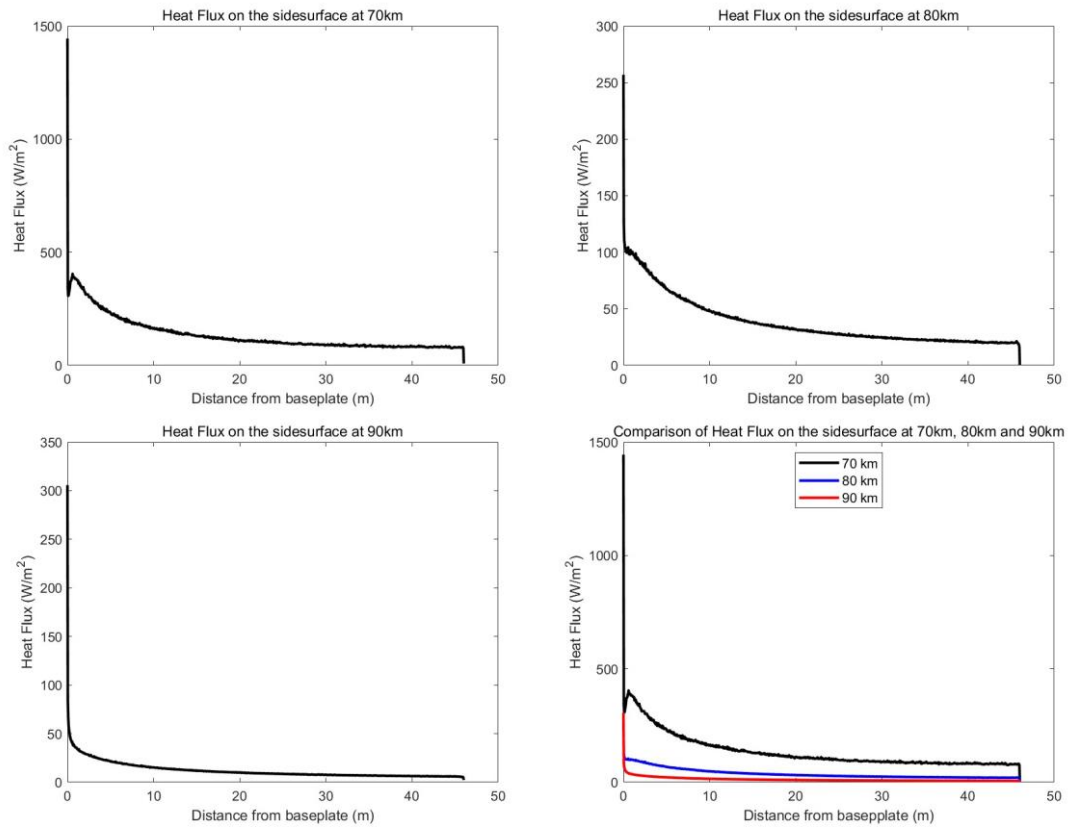 Heat Flux on the sidesurface at 70km
1500
1000
500
0
Heat Flux (W/m²)
0 10 20 30 40 50
Distance from baseplate (m)
Heat Flux on the sidesurface at 80km
300
250
200
150
100
50
0
Heat Flux (W/m²)
0 10 20 30 40 50
Distance from baseplate (m)
Heat Flux on the sidesurface at 90km
350
300
250
200
150
100
50
0
Heat Flux (W/m²)
0 10 20 30 40 50
Distance from baseplate (m)
Comparison of Heat Flux on the sidesurface at 70km, 80km and 90km
1500
1000
500
0
Heat Flux (W/m²)
70 km
80 km
90 km
0 10 20 30 40 50
Distance from basepplate (m)